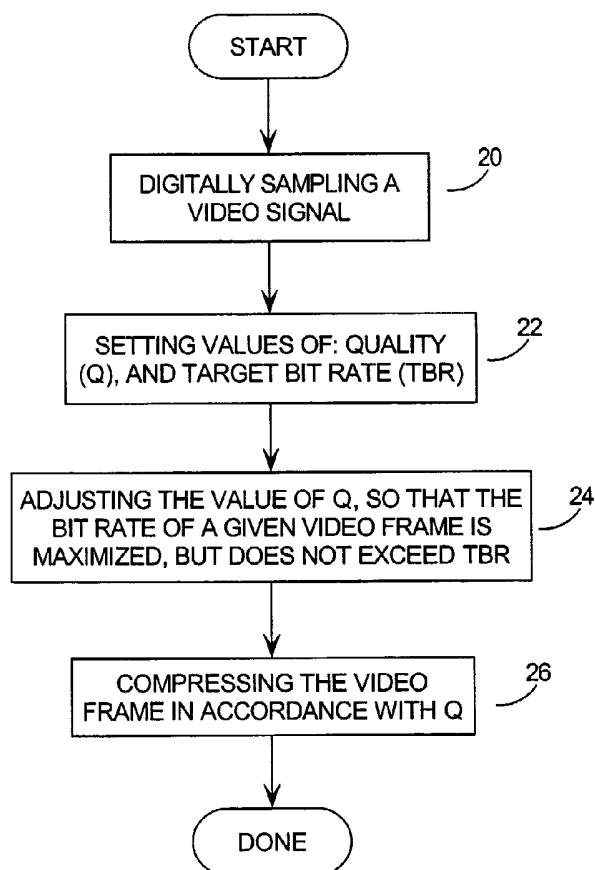 START
20
DIGITALLY SAMPLING A
VIDEO SIGNAL
22
SETTING VALUES OF: QUALITY
(Q), AND TARGET BIT RATE (TBR)
24
ADJUSTING THE VALUE OF Q, SO THAT THE
BIT RATE OF A GIVEN VIDEO FRAME IS
MAXIMIZED, BUT DOES NOT EXCEED TBR
26
COMPRESSING THE VIDEO
FRAME IN ACCORDANCE WITH Q
DONE